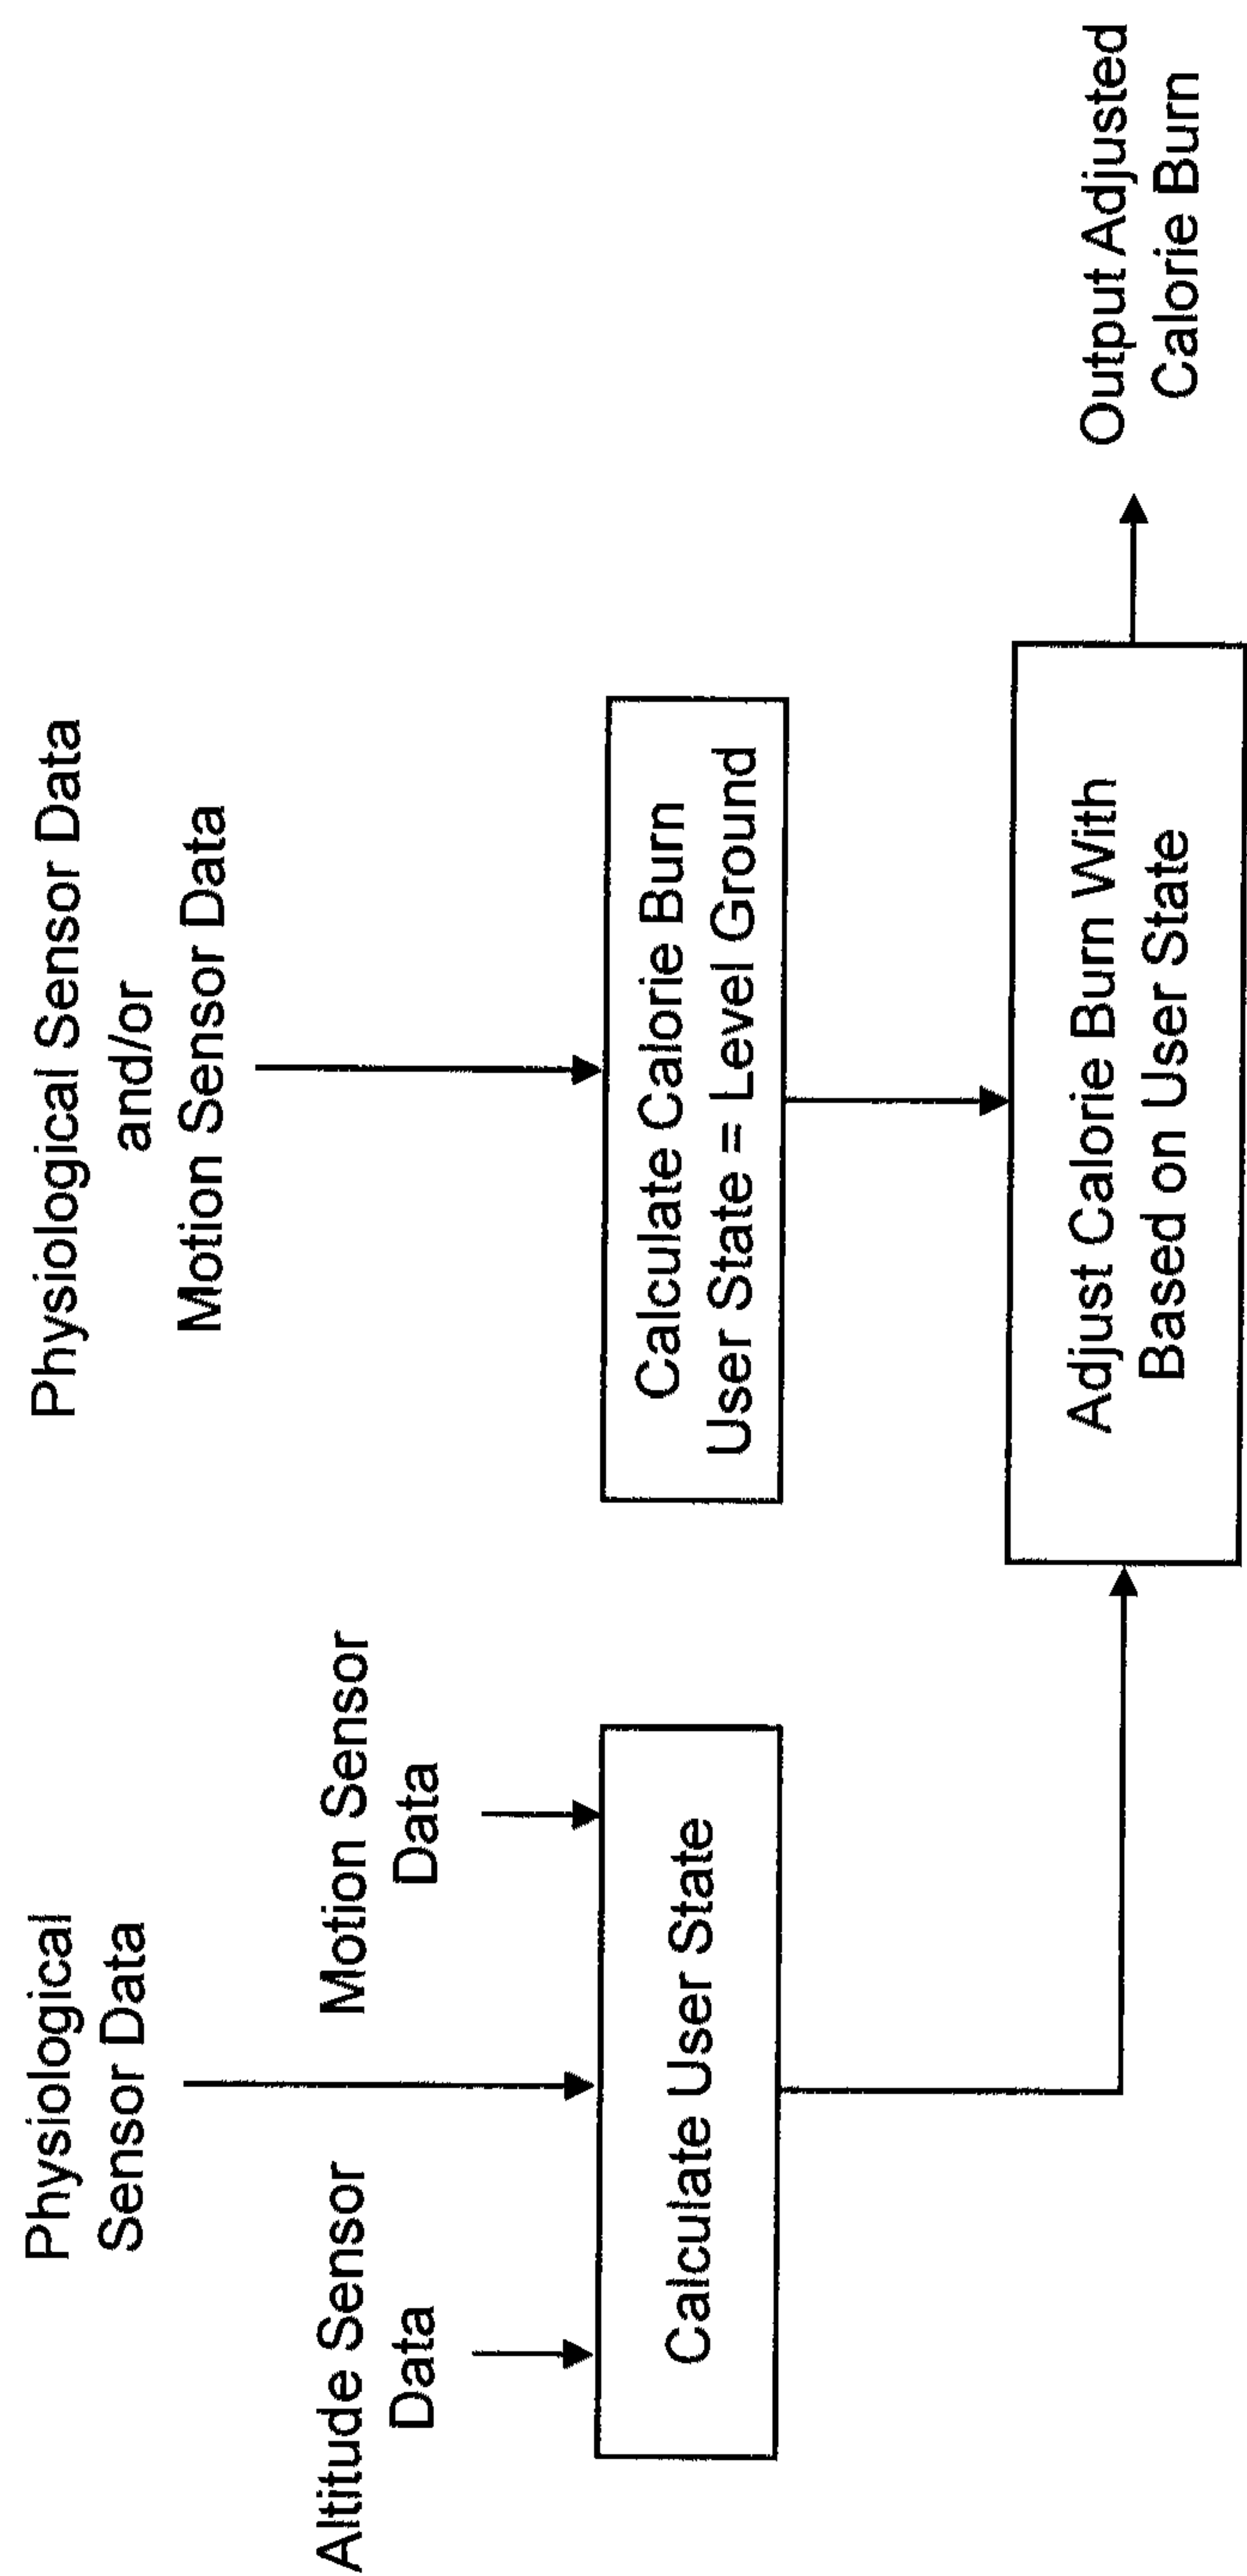 Physiological
Sensor Data
Altitude Sensor
Data
Motion Sensor
Data
Calculate User State
Physiological Sensor Data
and/or
Motion Sensor Data
Calculate Calorie Burn
User State = Level Ground
Adjust Calorie Burn With
Based on User State
Output Adjusted
Calorie Burn